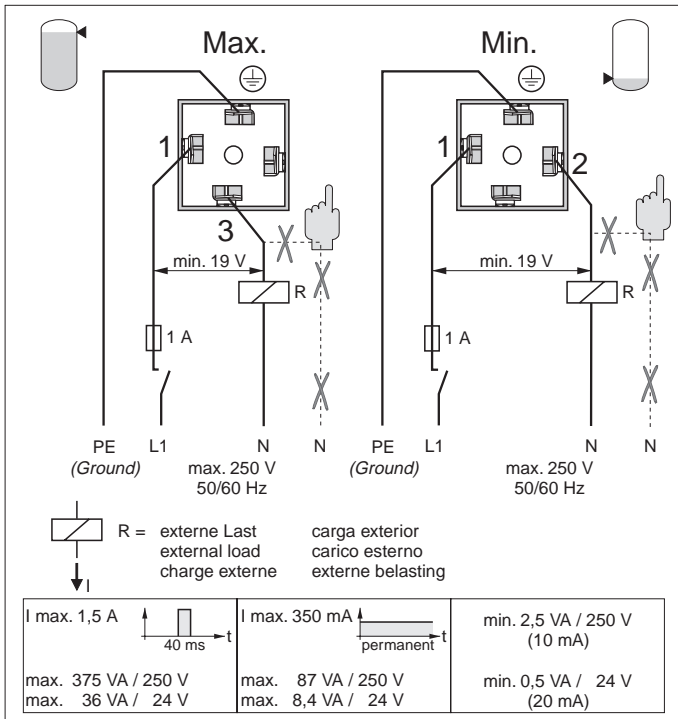 Max.
Min.
1
3
1
2
min. 19 V
min. 19 V
R
R
1 A
1 A
PE
(Ground)
L1
N
N
max. 250 V
50/60 Hz
PE
(Ground)
L1
N
N
max. 250 V
50/60 Hz
R = externe Last carga exterior
external load carico esterno
charge externe externe belasting
I
I max. 1,5 A
40 ms
t
max. 375 VA / 250 V
max. 36 VA / 24 V
I max. 350 mA
permanent
t
max. 87 VA / 250 V
max. 8,4 VA / 24 V
min. 2,5 VA / 250 V
(10 mA)
min. 0,5 VA / 24 V
(20 mA)